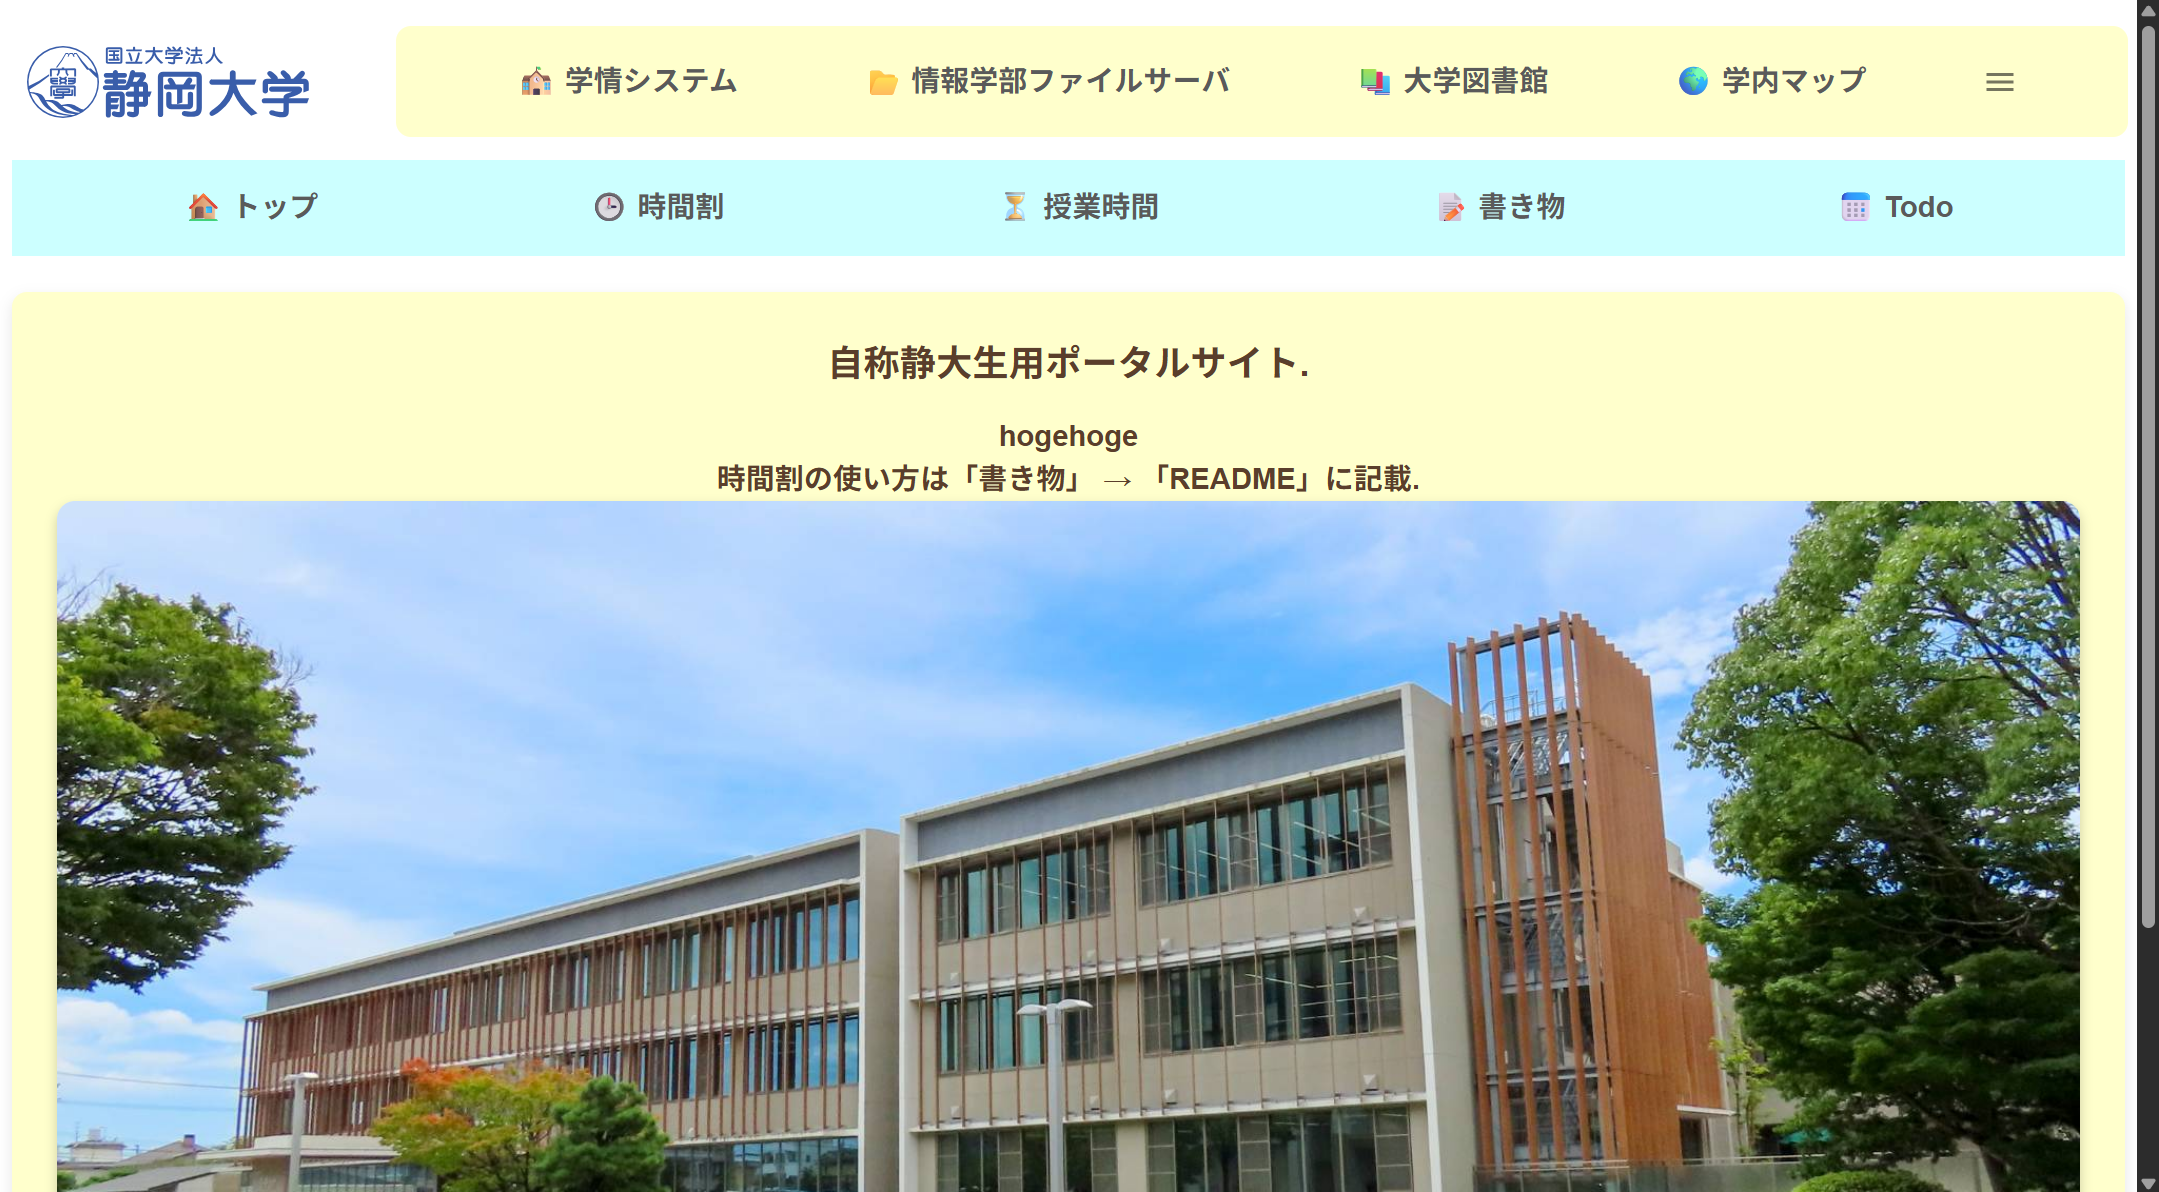 国立大学法人
静岡大学
学情システム
情報学部ファイルサーバ
大学図書館
学内マップ
トップ
時間割
授業時間
書き物
Todo
自称静大生用ポータルサイト.
hogehoge
時間割の使い方は「書き物」 → 「README」に記載.